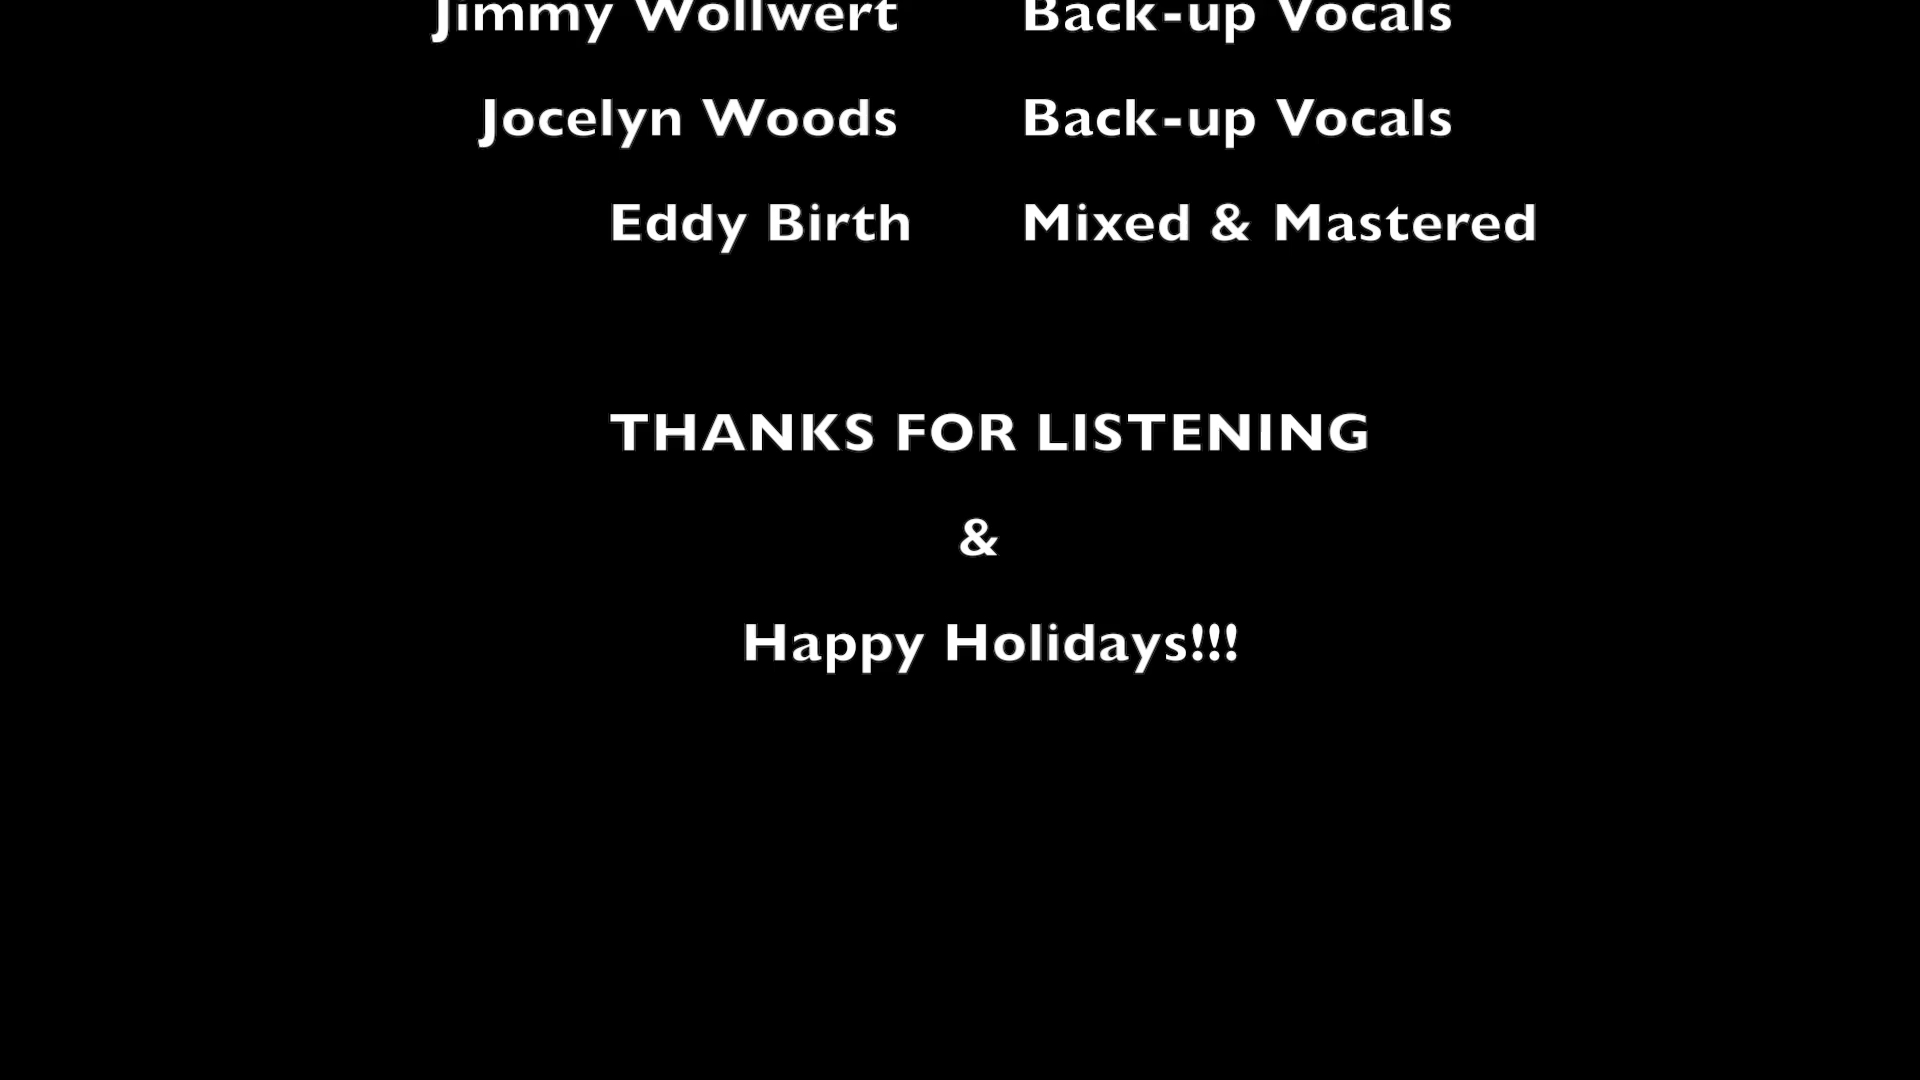 Jimmy Wollwert Back-up Vocals
Jocelyn Woods Back-up Vocals
Eddy Birth Mixed & Mastered
THANKS FOR LISTENING
&
Happy Holidays!!!